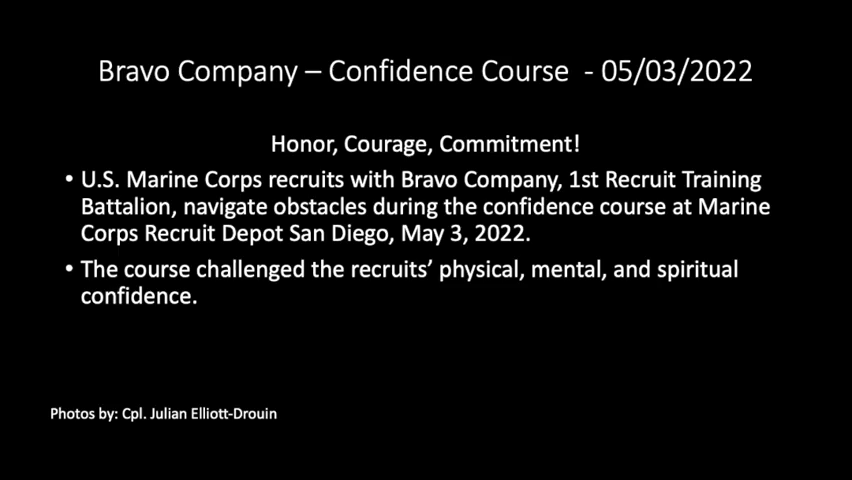 Bravo Company – Confidence Course - 05/03/2022
Honor, Courage, Commitment!
• U.S. Marine Corps recruits with Bravo Company, 1st Recruit Training
Battalion, navigate obstacles during the confidence course at Marine
Corps Recruit Depot San Diego, May 3, 2022.
• The course challenged the recruits’ physical, mental, and spiritual
confidence.
Photos by: Cpl. Julian Elliott-Drouin